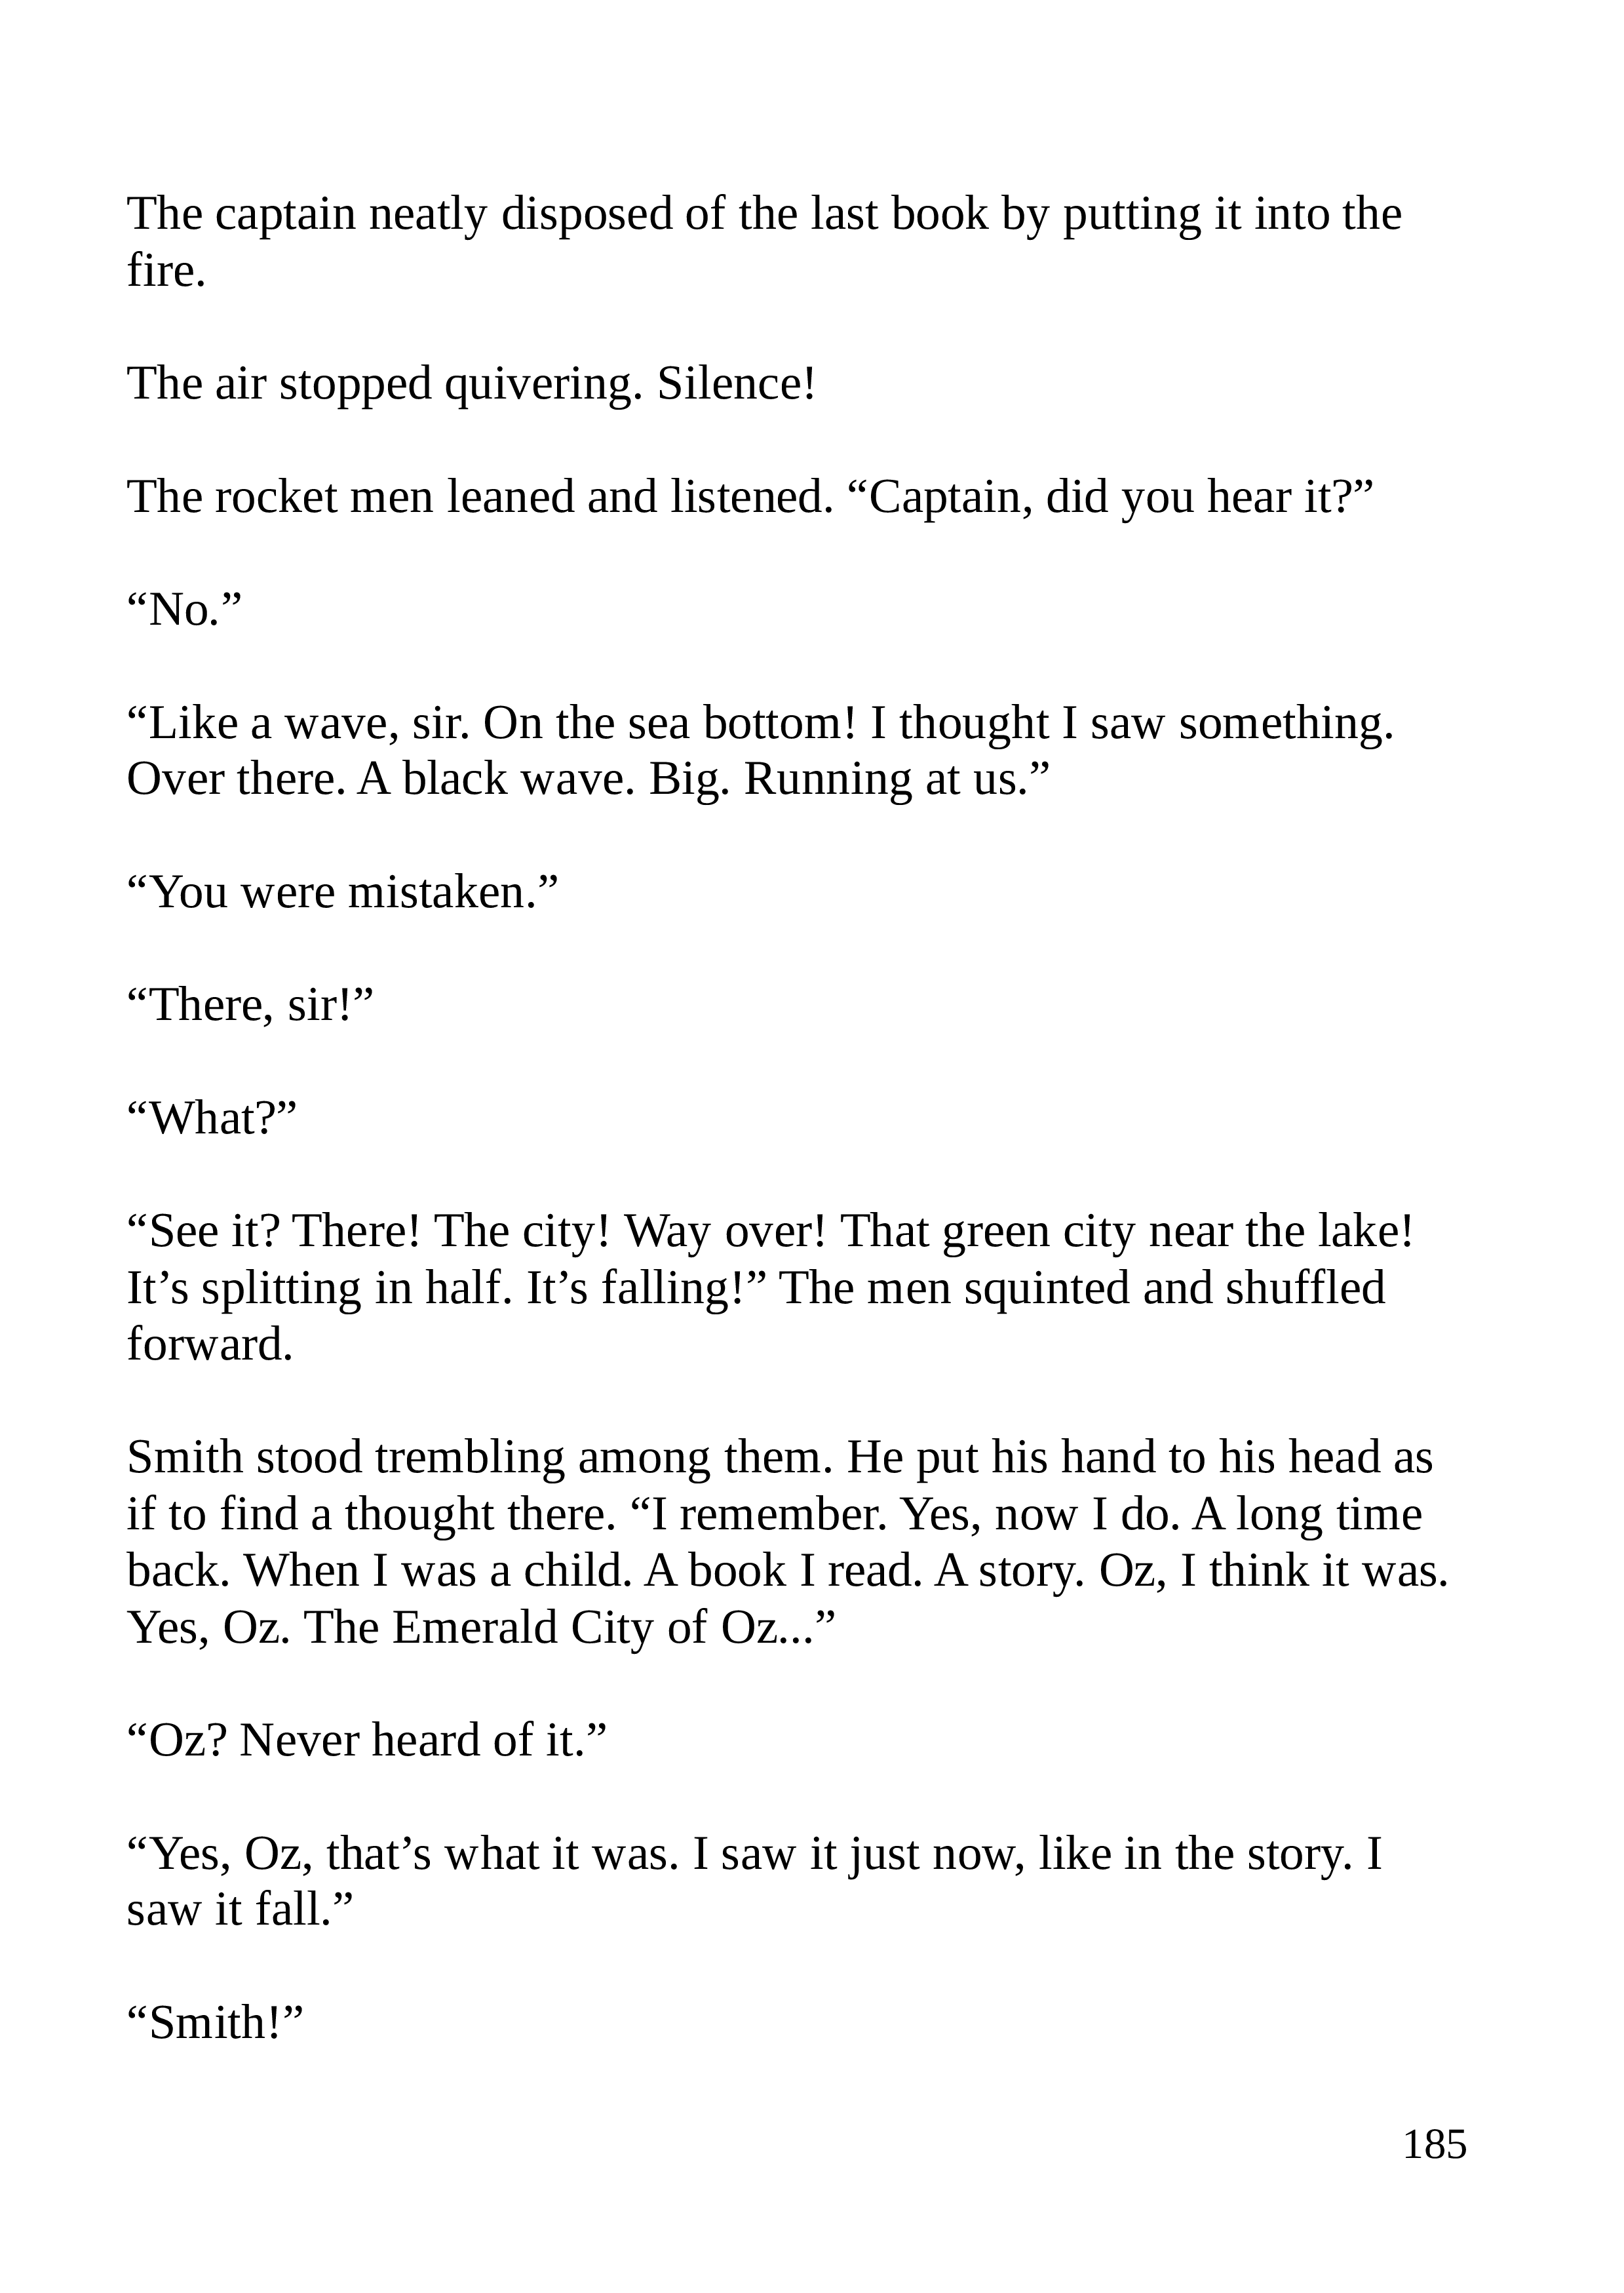 The captain neatly disposed of the last book by putting it into the
fire.
The air stopped quivering. Silence!
The rocket men leaned and listened. “Captain, did you hear it?”
“No.”
“Like a wave, sir. On the sea bottom! I thought I saw something.
Over there. A black wave. Big. Running at us.”
“You were mistaken.”
“There, sir!”
“What?”
“See it? There! The city! Way over! That green city near the lake!
It’s splitting in half. It’s falling!” The men squinted and shuffled
forward.
Smith stood trembling among them. He put his hand to his head as
if to find a thought there. “I remember. Yes, now I do. A long time
back. When I was a child. A book I read. A story. Oz, I think it was.
Yes, Oz. The Emerald City of Oz...”
“Oz? Never heard of it.”
“Yes, Oz, that’s what it was. I saw it just now, like in the story. I
saw it fall.”
“Smith!”
185